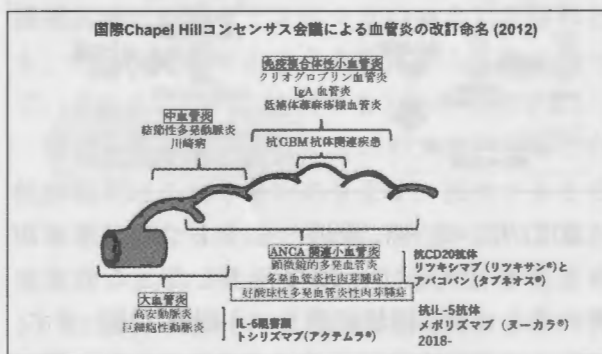 国際Chapel Hillコンセンサス会議による血管炎の改訂命名 (2012)
免疫複合体性小血管炎
クリオグロブリン血管炎
IgA 血管炎
低補体蕁麻疹様血管炎
中血管炎
結節性多発動脈炎
川崎病
抗GBM抗体関連疾患
ANCA 関連小血管炎
顕微鏡的多発血管炎
多発血管炎性肉芽腫症
好酸球性多発血管炎性肉芽腫症
抗CD20抗体
リツキシマブ（リツキサン®）と
アバコパン（タブネオス®）
大血管炎
高安動脈炎
巨細胞性動脈炎
IL-6阻害薬
トシリズマブ(アクテムラ®)
抗IL-5抗体
メポリズマブ（ヌーカラ®）
2018-